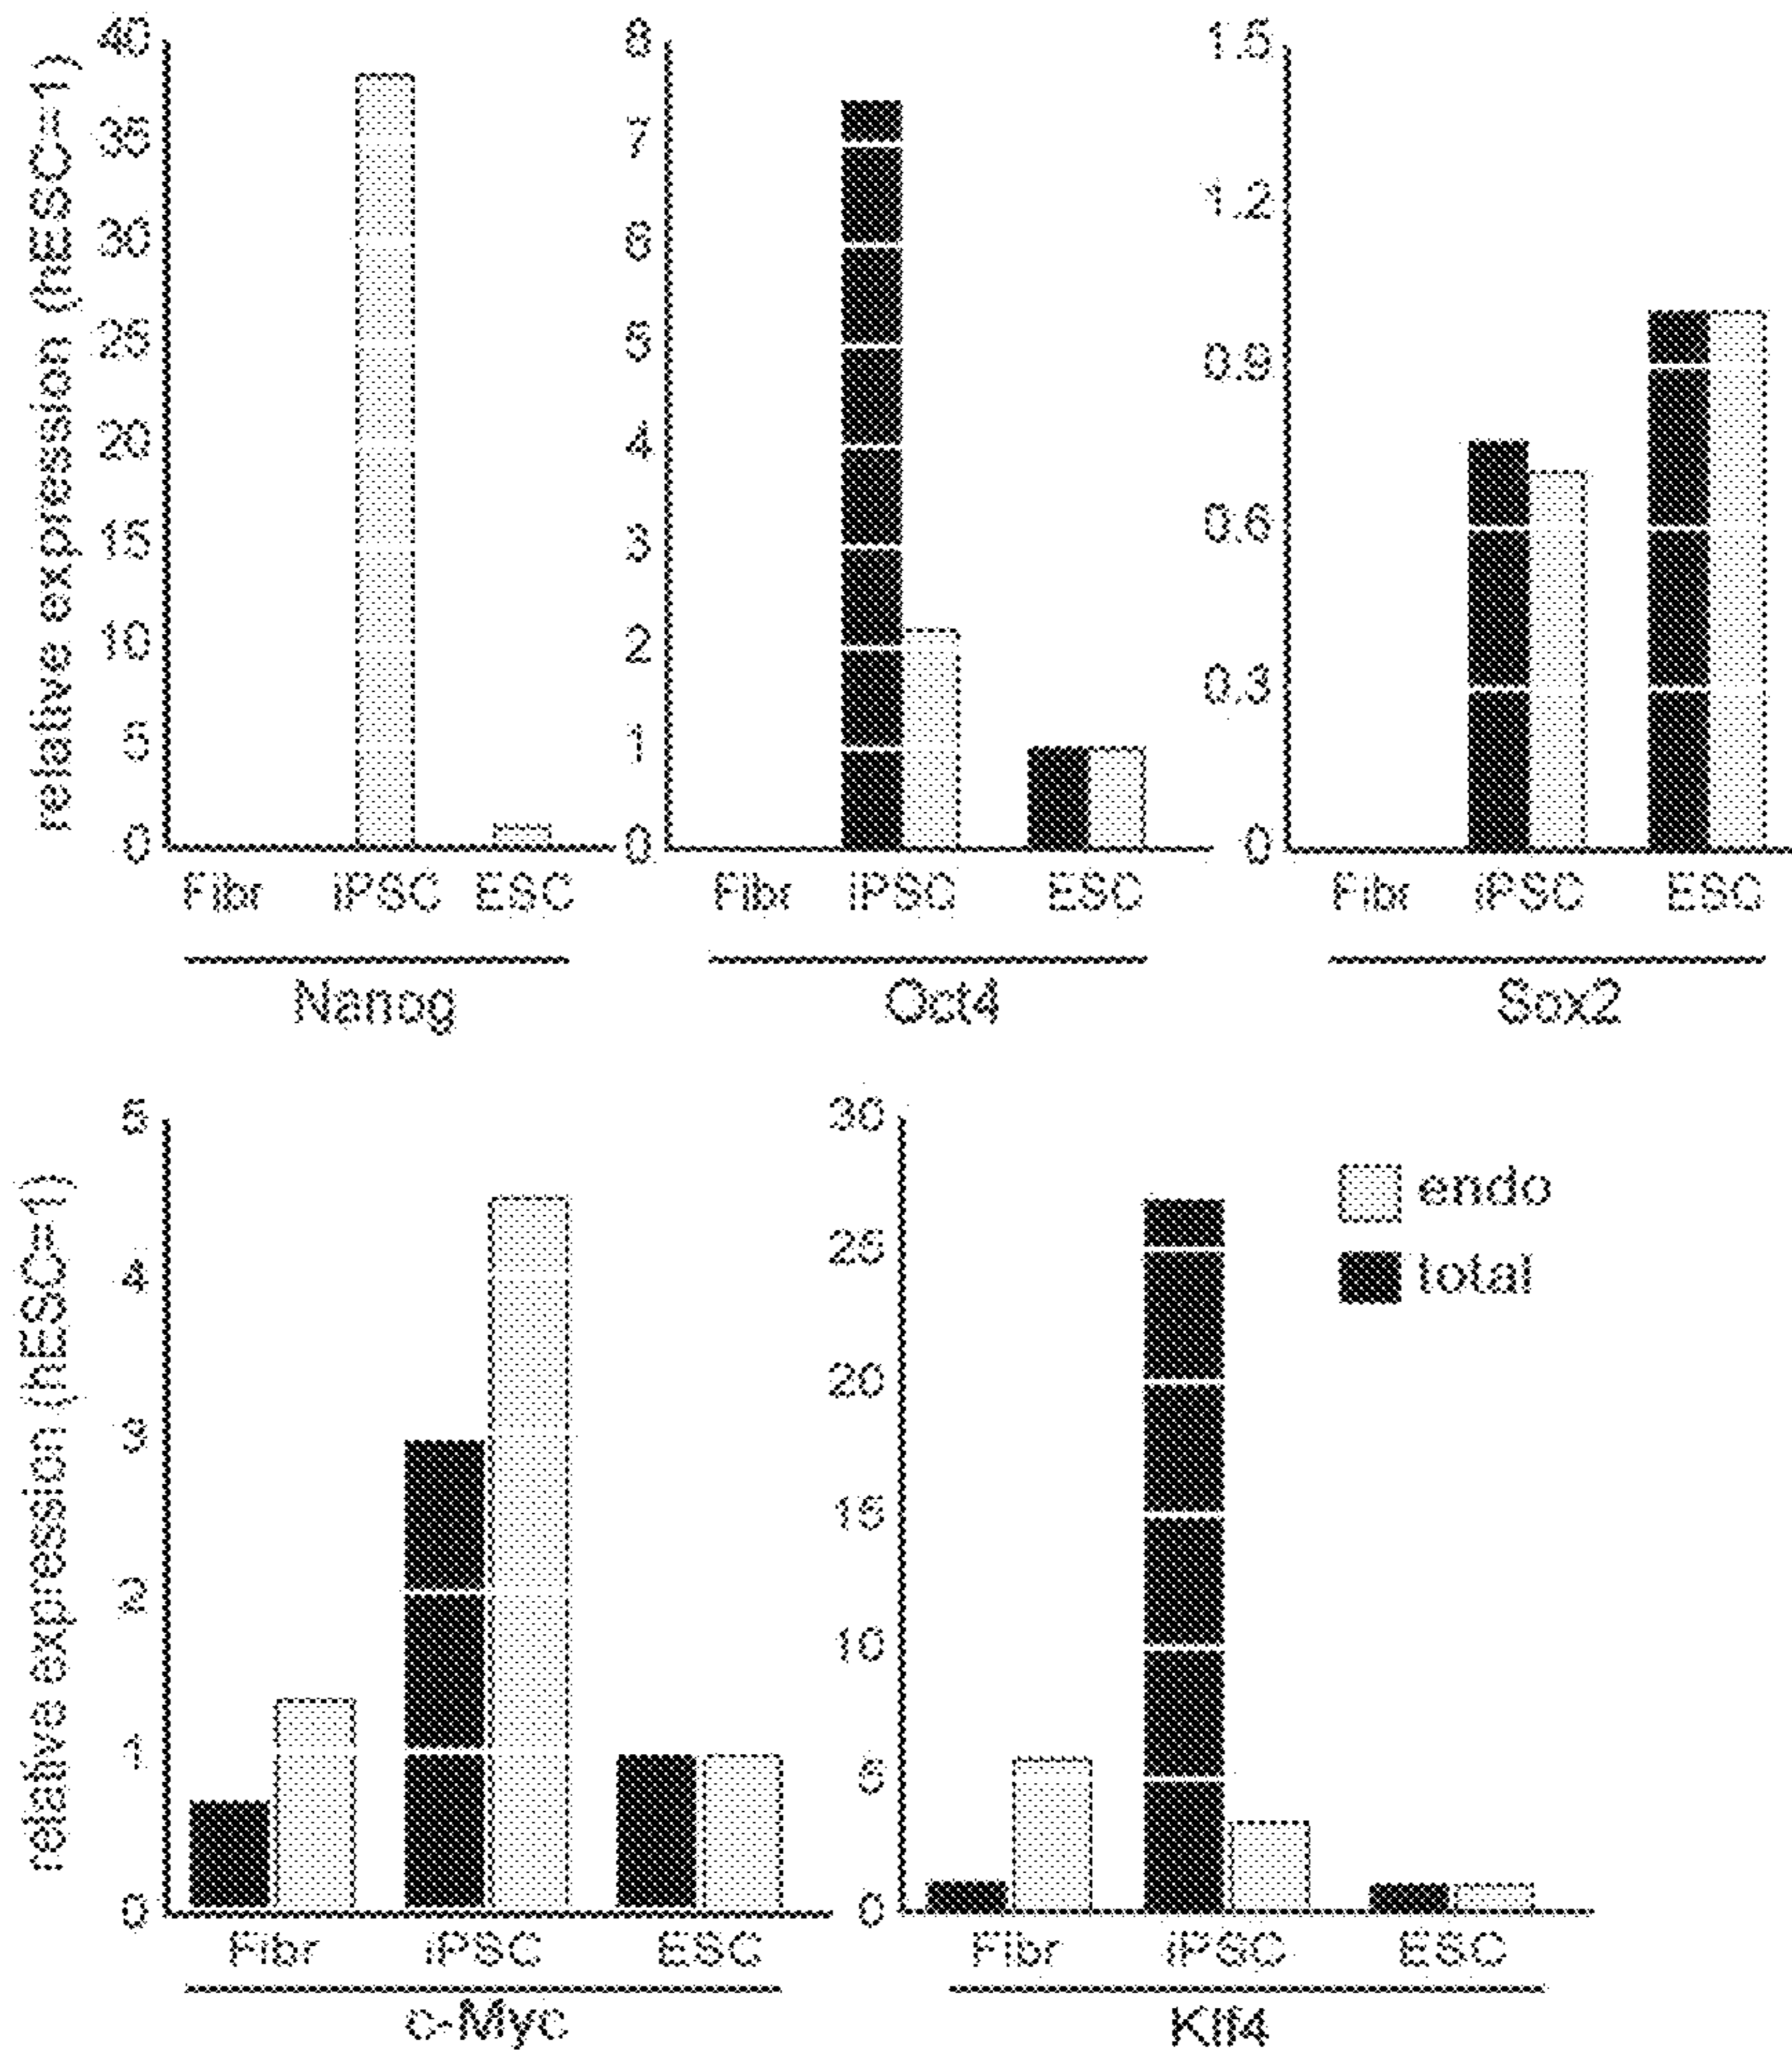 relative expression (hESC=1)
40
35
30
25
20
15
10
5
0
Fibr iPSC ESC
Nanog
8
7
6
5
4
3
2
1
0
Fibr iPSC ESC
Oct4
1.5
1.2
0.9
0.6
0.3
0
Fibr iPSC ESC
Sox2
relative expression (hESC=1)
5
4
3
2
1
0
Fibr iPSC ESC
c-Myc
30
25
20
15
10
5
0
Fibr iPSC ESC
Klf4
endo
total